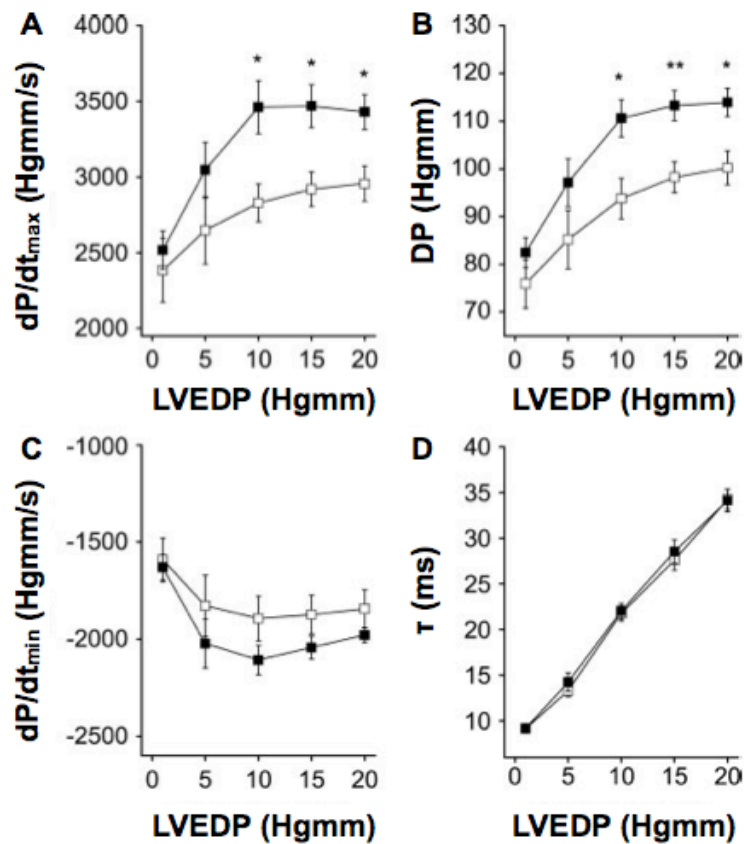 A
dP/dtmax (Hgmm/s)
4000
3500
3000
2500
2000
* * *
0 5 10 15 20
LVEDP (Hgmm)
B
DP (Hgmm)
130
120
110
100
90
80
70
* ** *
0 5 10 15 20
LVEDP (Hgmm)
C
dP/dtmin (Hgmm/s)
-1000
-1500
-2000
-2500
0 5 10 15 20
LVEDP (Hgmm)
D
τ (ms)
40
35
30
25
20
15
10
0 5 10 15 20
LVEDP (Hgmm)